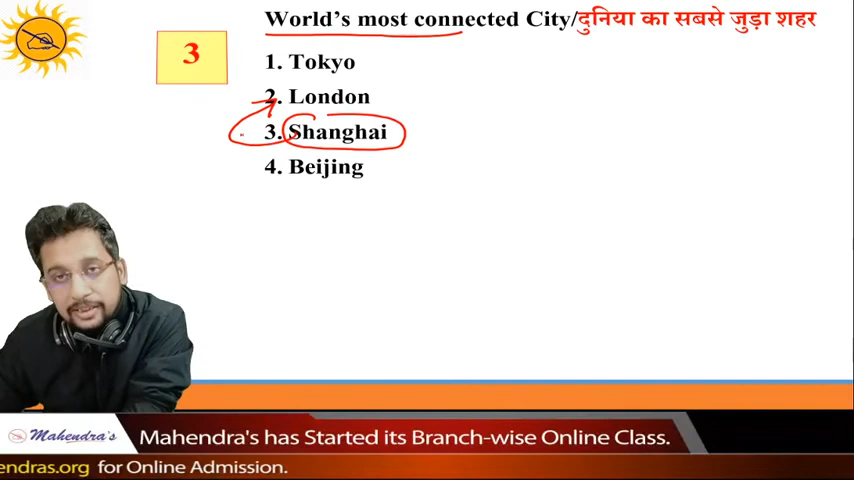 World's most connected City/दुनिया का सबसे जुड़ा शहर
3
1. Tokyo
2. London
3. Shanghai
4. Beijing
Mahendra's
Mahendra's has Started its Branch-wise Online Class.
endras.org for Online Admission.